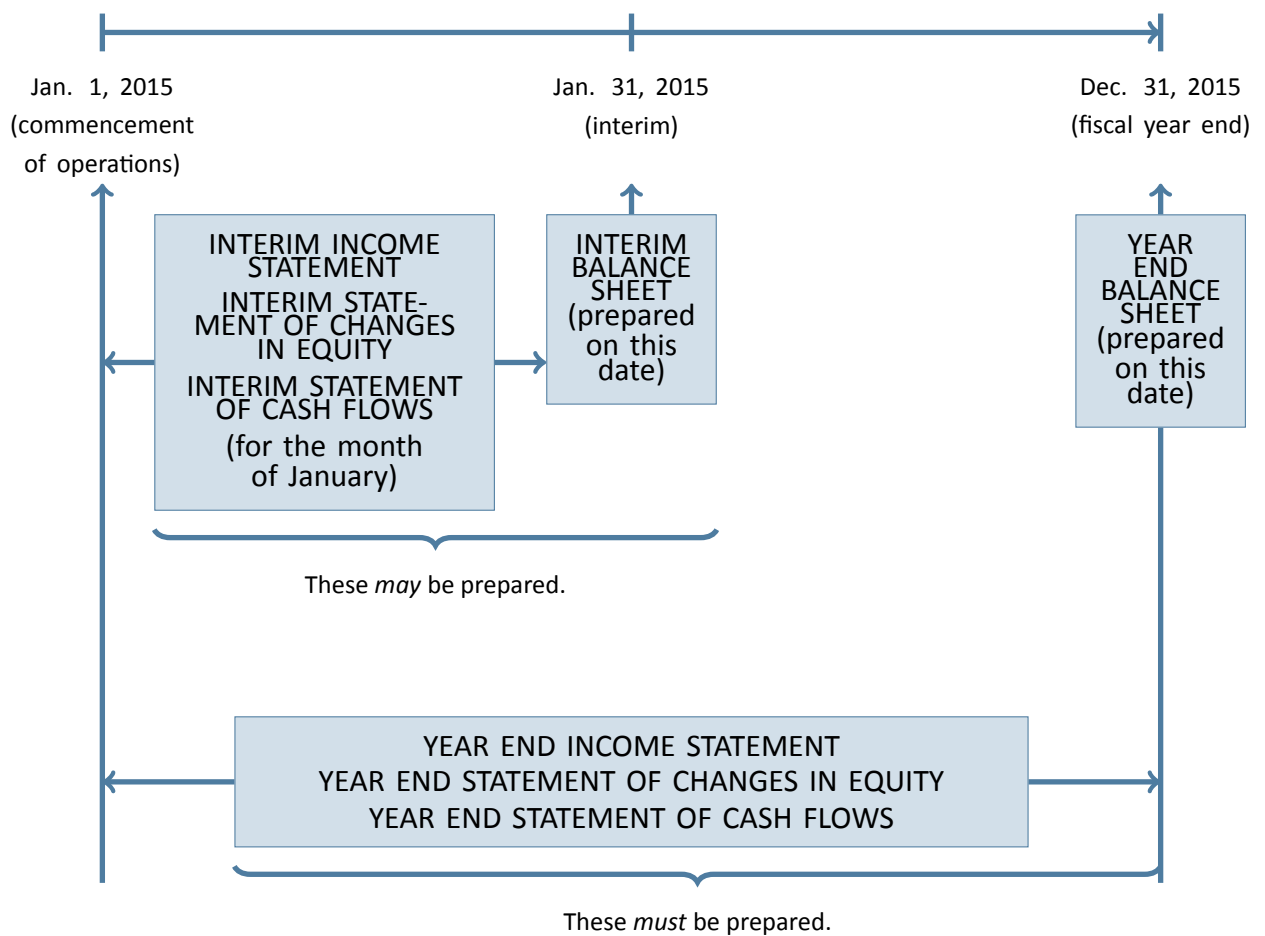 Jan. 1, 2015
(commencement
of operations)
Jan. 31, 2015
(interim)
Dec. 31, 2015
(fiscal year end)
INTERIM INCOME
STATEMENT
INTERIM STATE-
MENT OF CHANGES
IN EQUITY
INTERIM STATEMENT
OF CASH FLOWS
(for the month
of January)
INTERIM
BALANCE
SHEET
(prepared
on this
date)
YEAR
END
BALANCE
SHEET
(prepared
on this
date)
These may be prepared.
YEAR END INCOME STATEMENT
YEAR END STATEMENT OF CHANGES IN EQUITY
YEAR END STATEMENT OF CASH FLOWS
These must be prepared.